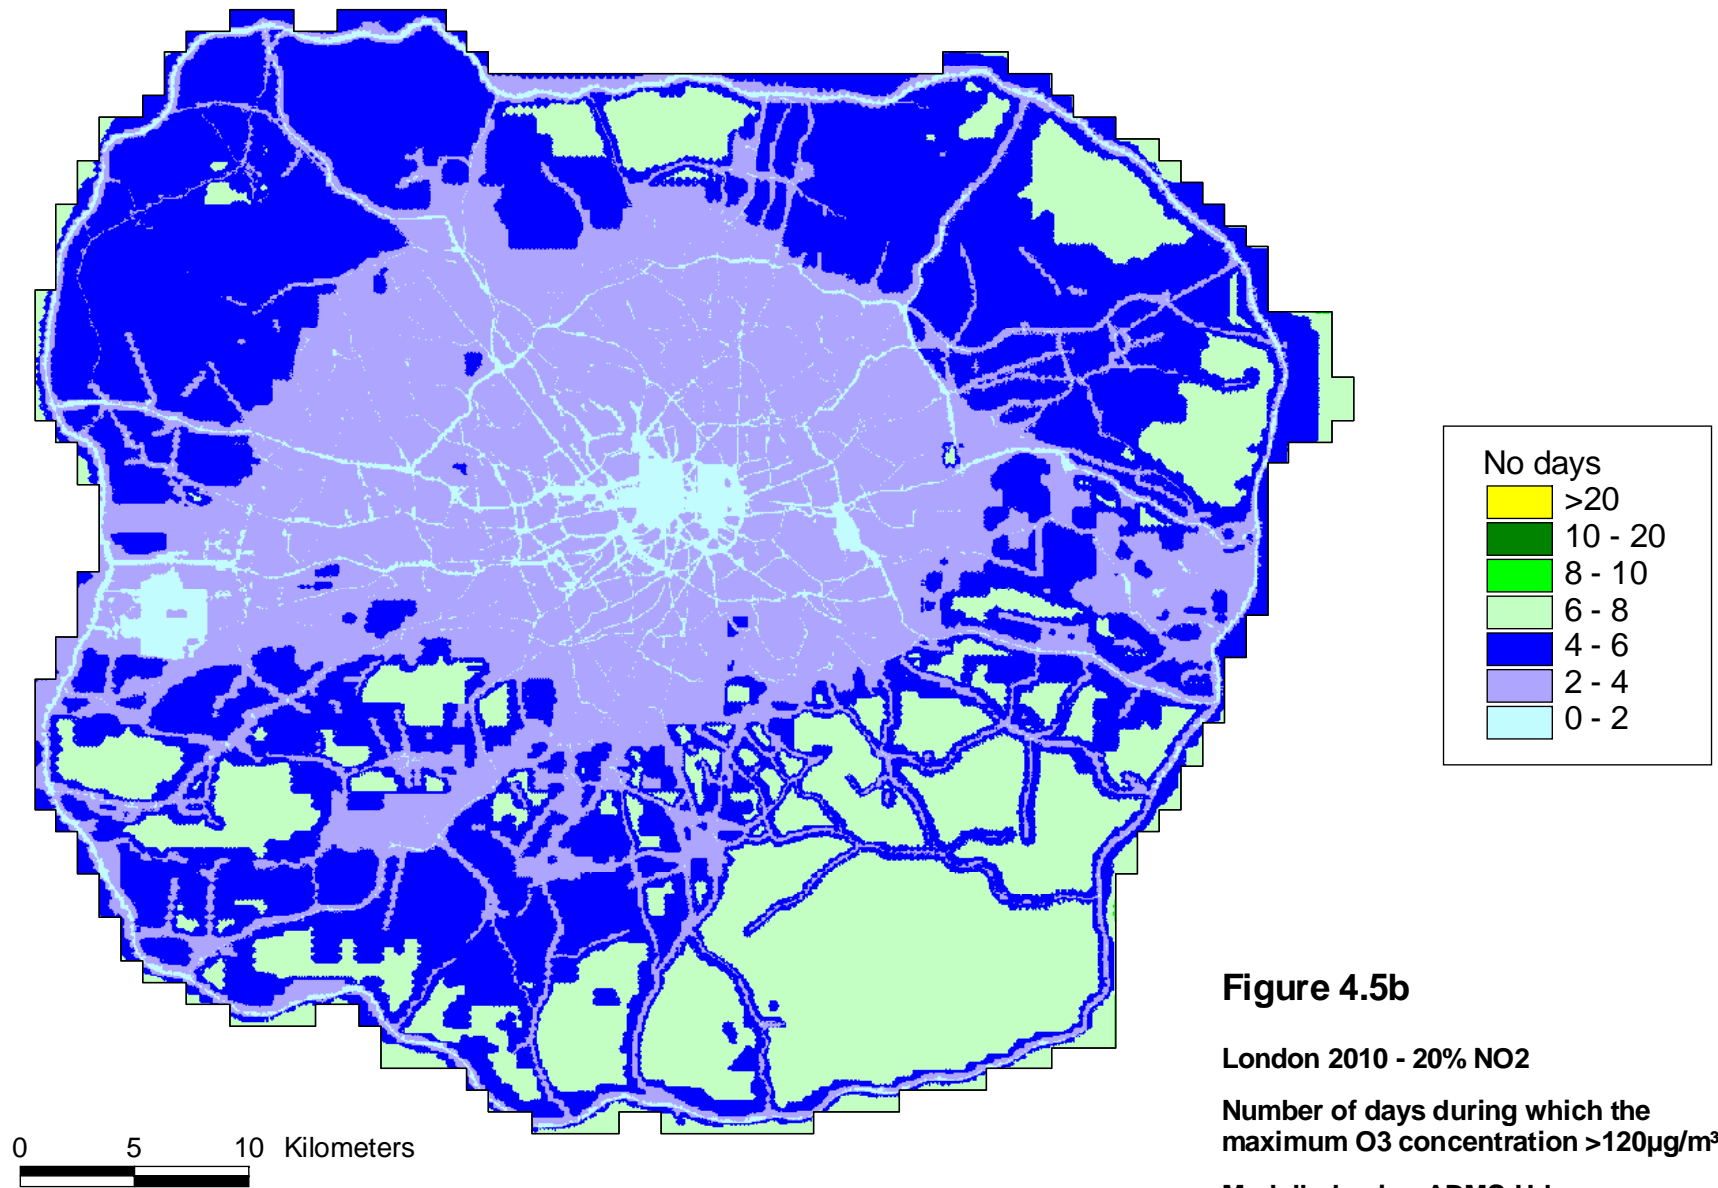 No days
>20
10 - 20
8 - 10
6 - 8
4 - 6
2 - 4
0 - 2
Figure 4.5b
London 2010 - 20% NO2
Number of days during which the
maximum O3 concentration >120µg/m³
0 5 10 Kilometers